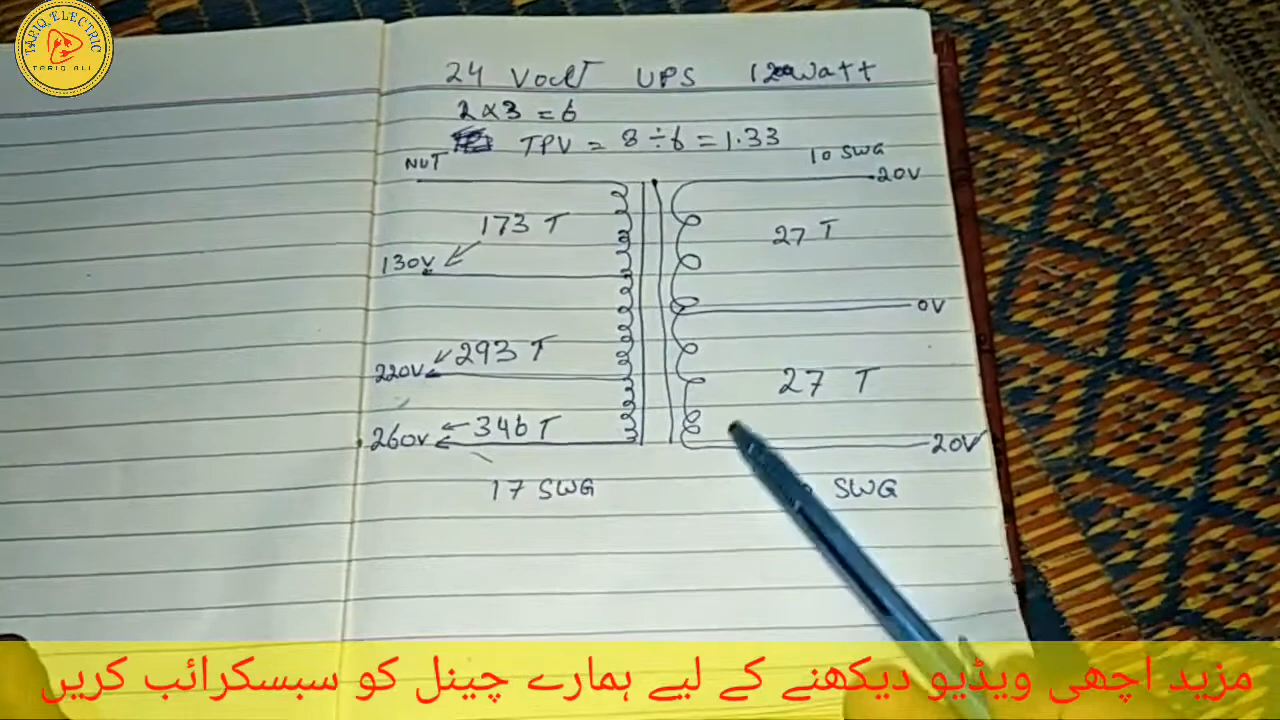 TARIQ ELECTRIC
TARIQ ALI
24 Volt UPS 1200Watt
2×3=6
TPV = 8÷6=1.33
NUT
10 SWG
20V
173 T
27 T
130V
0V
293 T
220V
27 T
346 T
260V
20V
17 SWG
SWG
مزید اچھی ویڈیو دیکھنے کے لیے ہمارے چینل کو سبسکرائب کریں